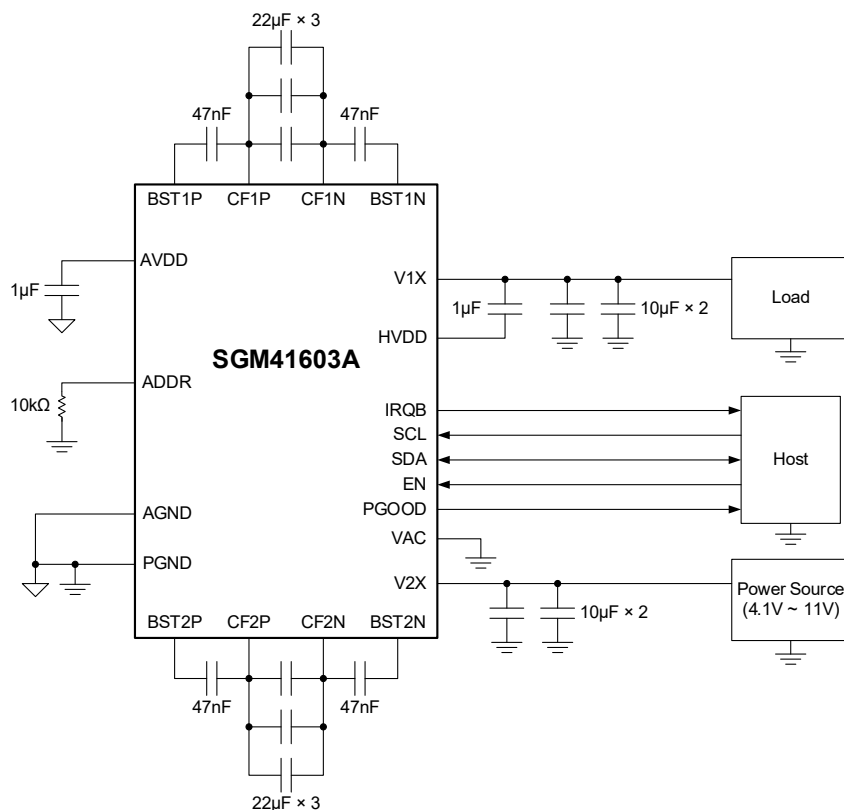 22µF × 3
47nF
47nF
BST1P
CF1P
CF1N
BST1N
AVDD
1µF
V1X
1µF
10µF × 2
Load
HVDD
SGM41603A
ADDR
10kΩ
IRQB
SCL
SDA
EN
PGOOD
Host
AGND
VAC
PGND
V2X
10µF × 2
Power Source
(4.1V ~ 11V)
BST2P
CF2P
CF2N
BST2N
47nF
47nF
22µF × 3